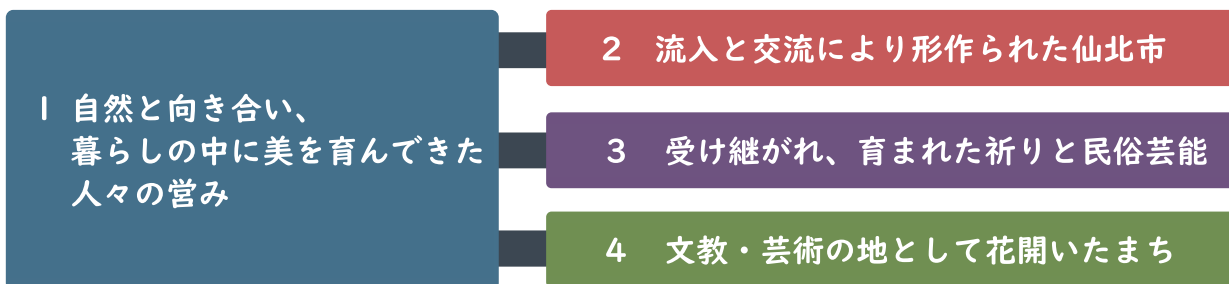 1 自然と向き合い、
暮らしの中に美を育んできた
人々の営み
2 流入と交流により形作られた仙北市
3 受け継がれ、育まれた祈りと民俗芸能
4 文教・芸術の地として花開いたまち